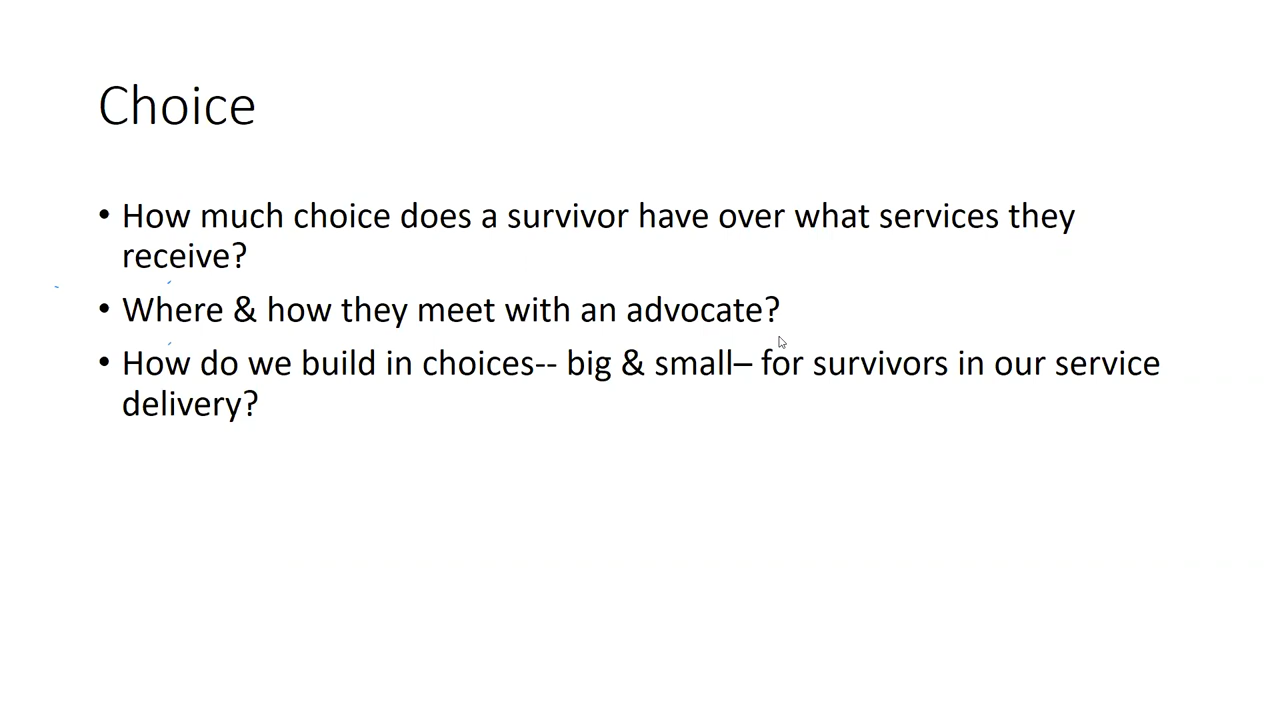 Choice
• How much choice does a survivor have over what services they
receive?
• Where & how they meet with an advocate?
• How do we build in choices-- big & small– for survivors in our service
delivery?